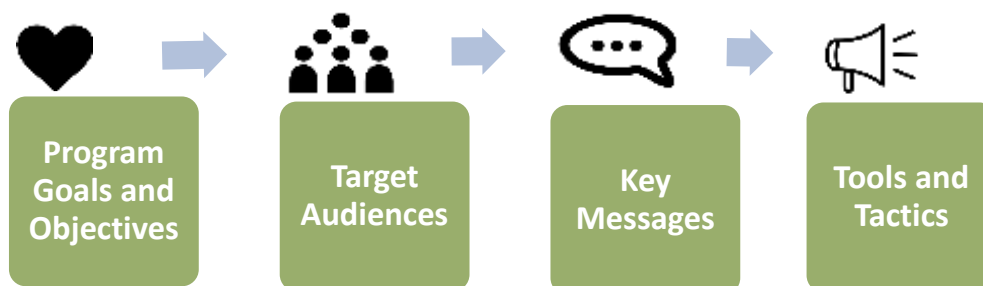 Program
Goals and
Objectives
Target
Audiences
Key
Messages
Tools and
Tactics